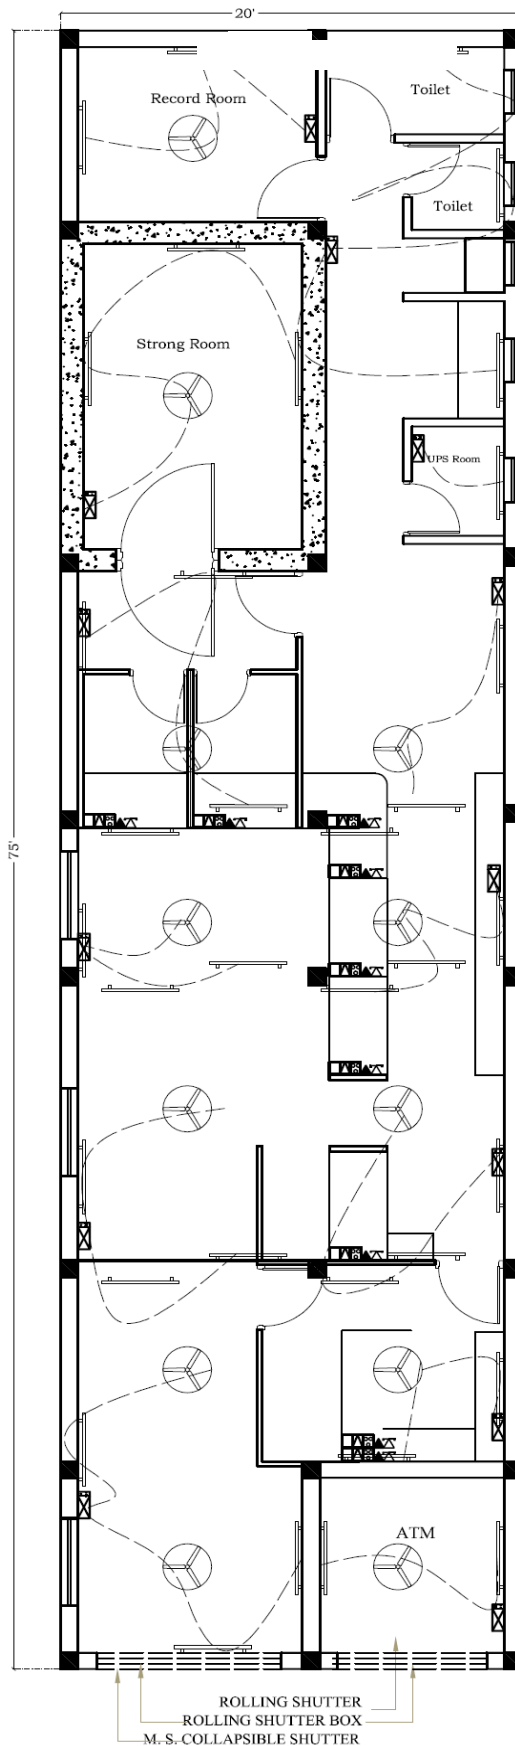 20'
Record Room
Toilet
Toilet
Strong Room
UPS Room
75'
ATM
ROLLING SHUTTER
ROLLING SHUTTER BOX
M. S. COLLAPSIBLE SHUTTER